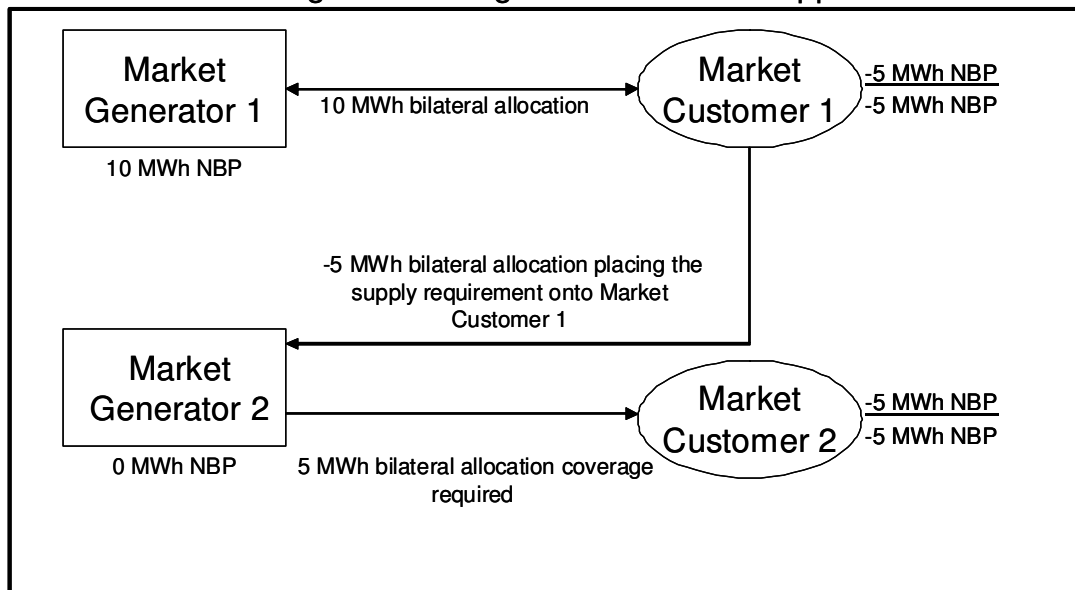 Market
Generator 1
10 MWh NBP
10 MWh bilateral allocation
Market
Customer 1
-5 MWh NBP
-5 MWh NBP
-5 MWh bilateral allocation placing the
supply requirement onto Market
Customer 1
Market
Generator 2
0 MWh NBP
5 MWh bilateral allocation coverage
required
Market
Customer 2
-5 MWh NBP
-5 MWh NBP